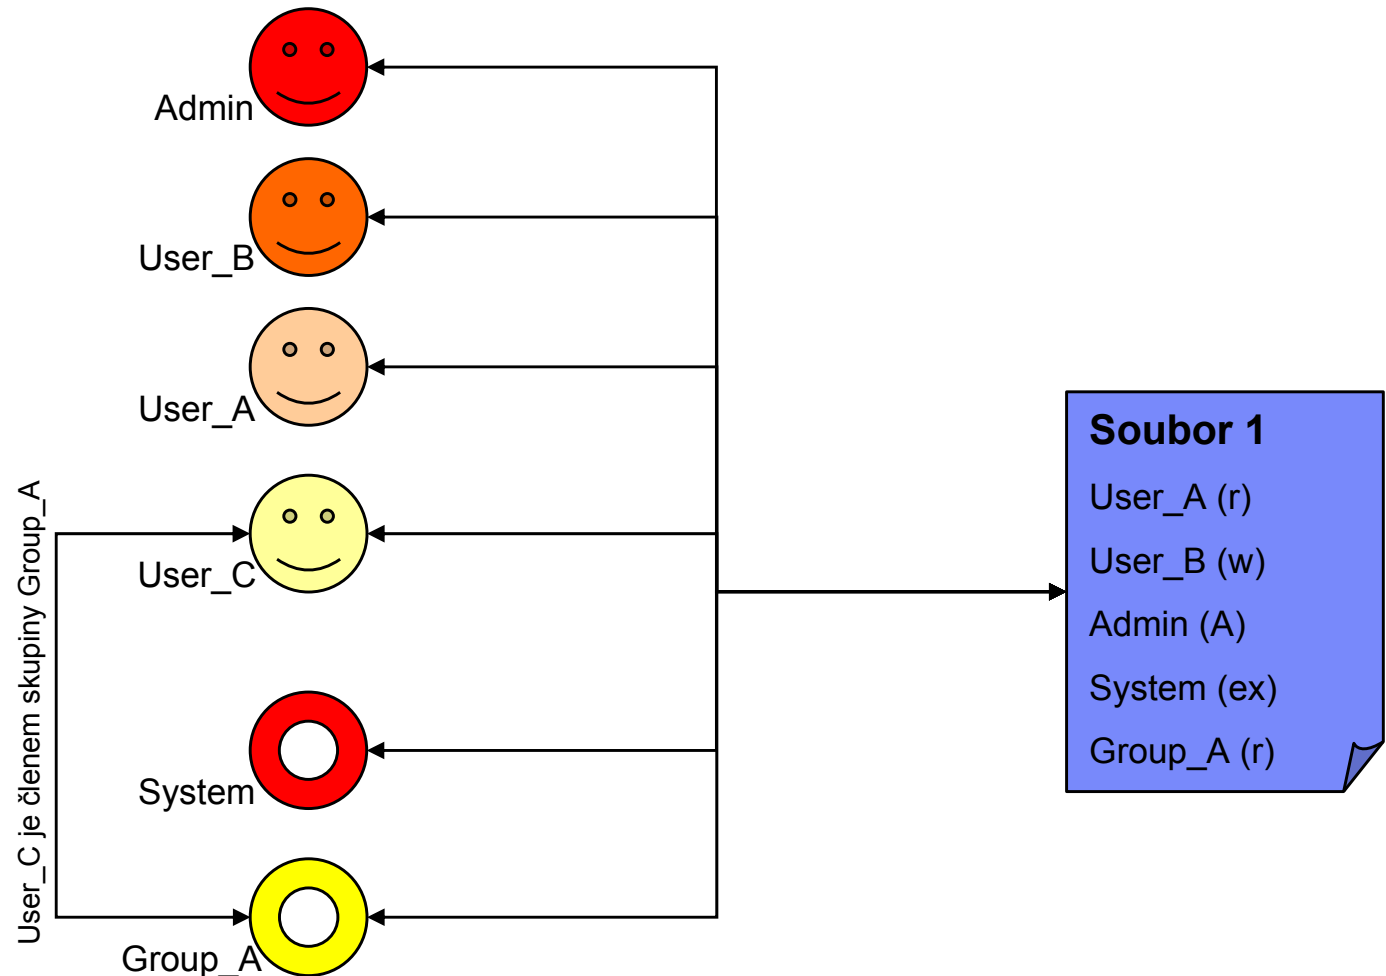 Admin
User_B
User_A
User_C
System
Group_A
User_C je členem skupiny Group_A
Soubor 1
User_A (r)
User_B (w)
Admin (A)
System (ex)
Group_A (r)